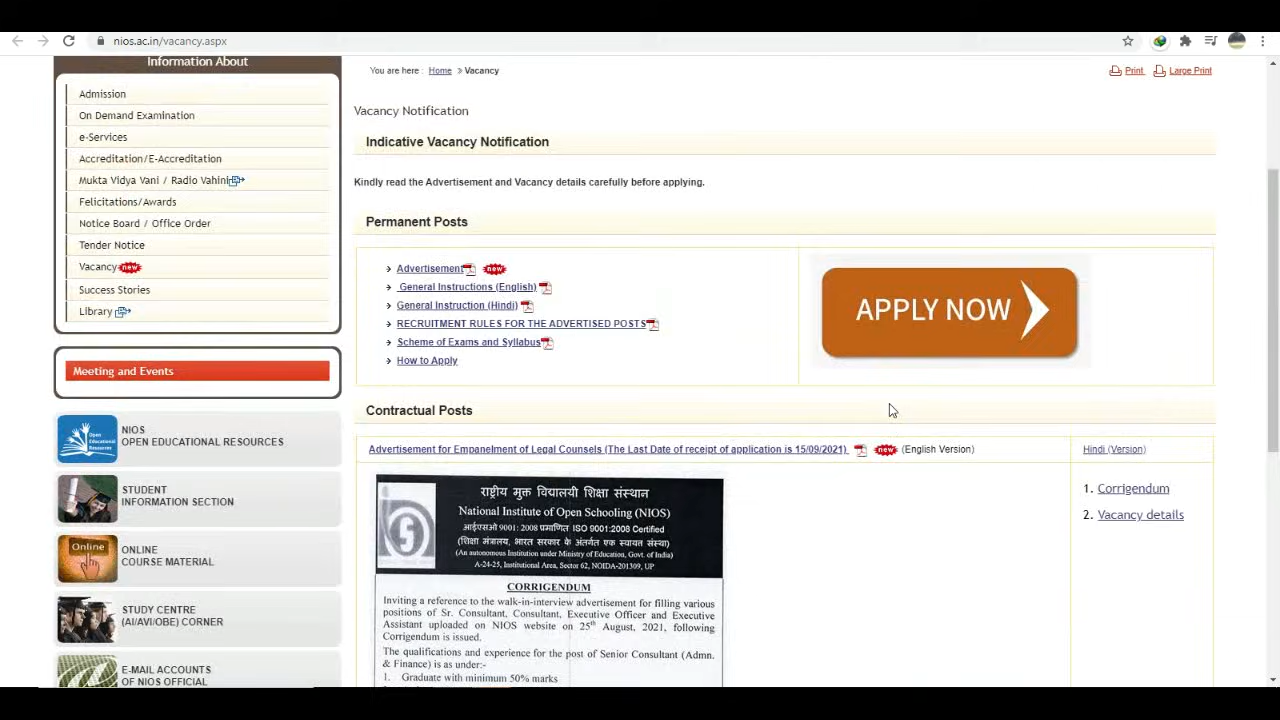 nios.ac.in/vacancy.aspx
Information About
Admission
On Demand Examination
e-Services
Accreditation/E-Accreditation
Mukta Vidya Vani / Radio Vahini
Felicitations/Awards
Notice Board / Office Order
Tender Notice
Vacancy new
Success Stories
Library
Meeting and Events
NIOS
OPEN EDUCATIONAL RESOURCES
STUDENT
INFORMATION SECTION
Online
ONLINE
COURSE MATERIAL
STUDY CENTRE
(AI/AVI/OBE) CORNER
E-MAIL ACCOUNTS
OF NIOS OFFICIAL
You are here : Home » Vacancy
Print Large Print
Vacancy Notification
Indicative Vacancy Notification
Kindly read the Advertisement and Vacancy details carefully before applying.
Permanent Posts
Advertisement new
General Instructions (English)
General Instruction (Hindi)
RECRUITMENT RULES FOR THE ADVERTISED POSTS
Scheme of Exams and Syllabus
How to Apply
APPLY NOW
Contractual Posts
Advertisement for Empanelment of Legal Counsels (The Last Date of receipt of application is 15/09/2021) new (English Version)
Hindi (Version)
1. Corrigendum
2. Vacancy details
राष्ट्रीय मुक्त विद्यालयी शिक्षा संस्थान
National Institute of Open Schooling (NIOS)
आईएसओ 9001: 2008 प्रमाणित ISO 9001:2008 Certified
(शिक्षा मंत्रालय, भारत सरकार के अंतर्गत एक स्वायत्त संस्था)
(An autonomous Institution under Ministry of Education, Govt. of India)
A-24-25, Institutional Area, Sector 62, NOIDA-201309, UP
CORRIGENDUM
Inviting a reference to the walk-in-interview advertisement for filling various
positions of Sr. Consultant, Consultant, Executive Officer and Executive
Assistant uploaded on NIOS website on 25th August, 2021, following
Corrigendum is issued.
The qualifications and experience for the post of Senior Consultant (Admn.
& Finance) is as under:-
1. Graduate with minimum 50% marks